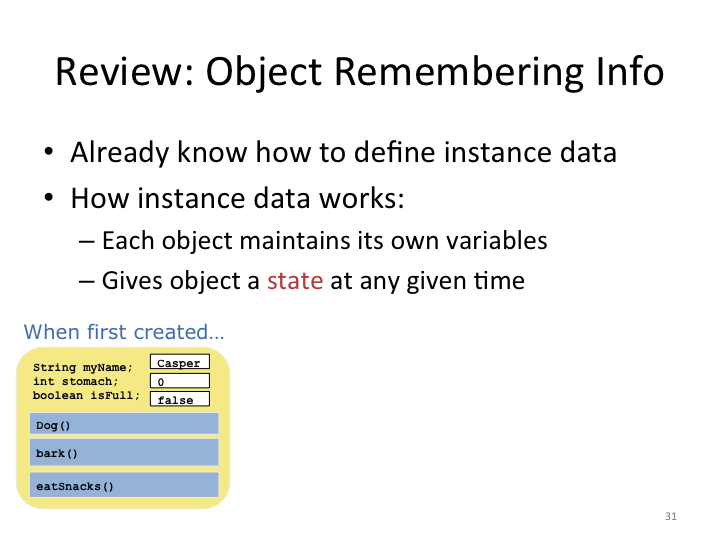 Review: Object Remembering Info
• Already know how to define instance data
• How instance data works:
– Each object maintains its own variables
– Gives object a state at any given time
When first created…
String myName; Casper
int stomach; 0
boolean isFull; false
Dog()
bark()
eatSnacks()
31